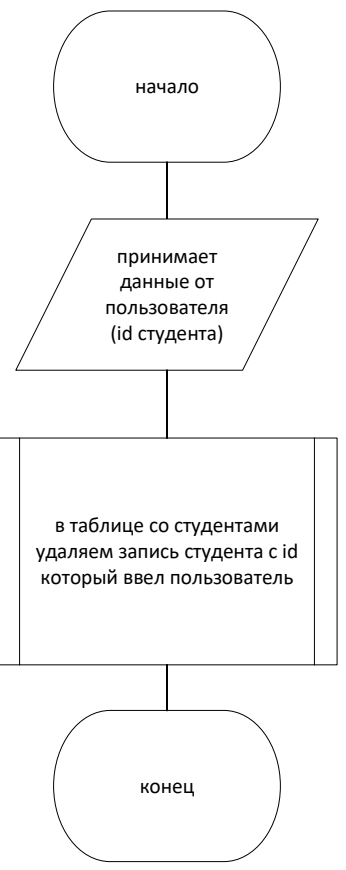 начало
принимает
данные от
пользователя
(id студента)
в таблице со студентами
удаляем запись студента с id
который ввел пользователь
конец